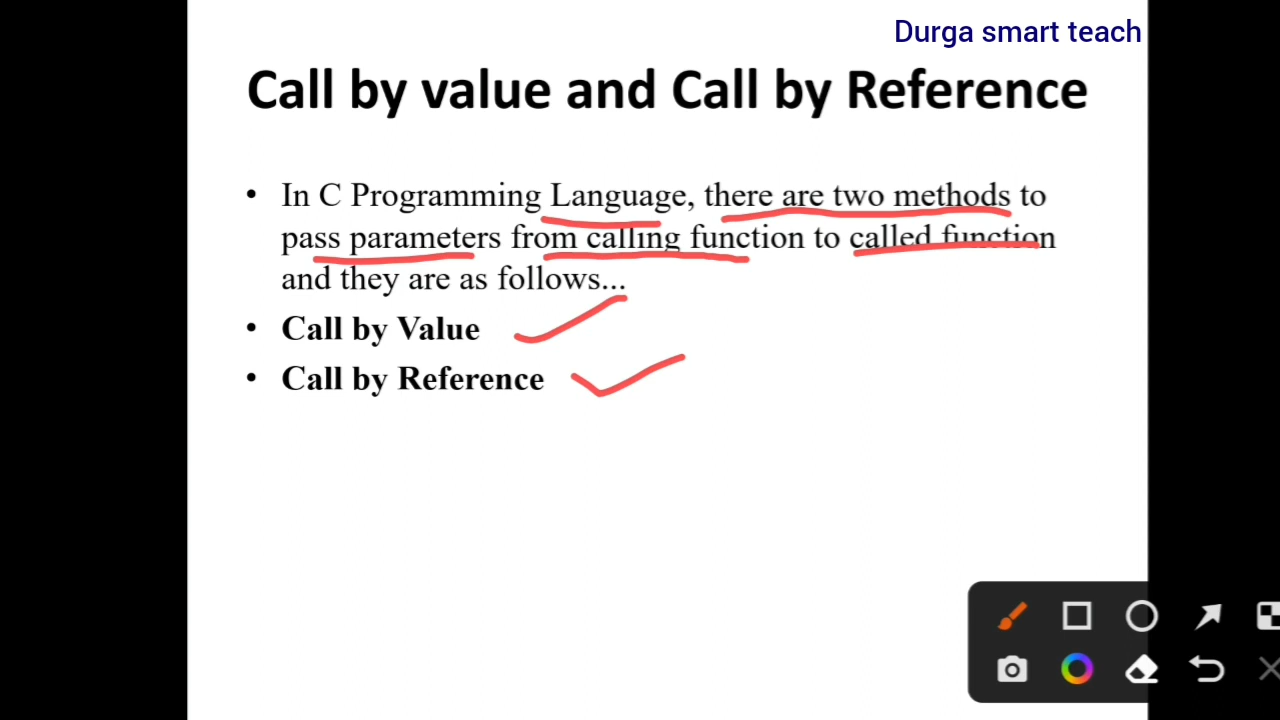 Durga smart teach
Call by value and Call by Reference
• In C Programming Language, there are two methods to
pass parameters from calling function to called function
and they are as follows...
• Call by Value
• Call by Reference